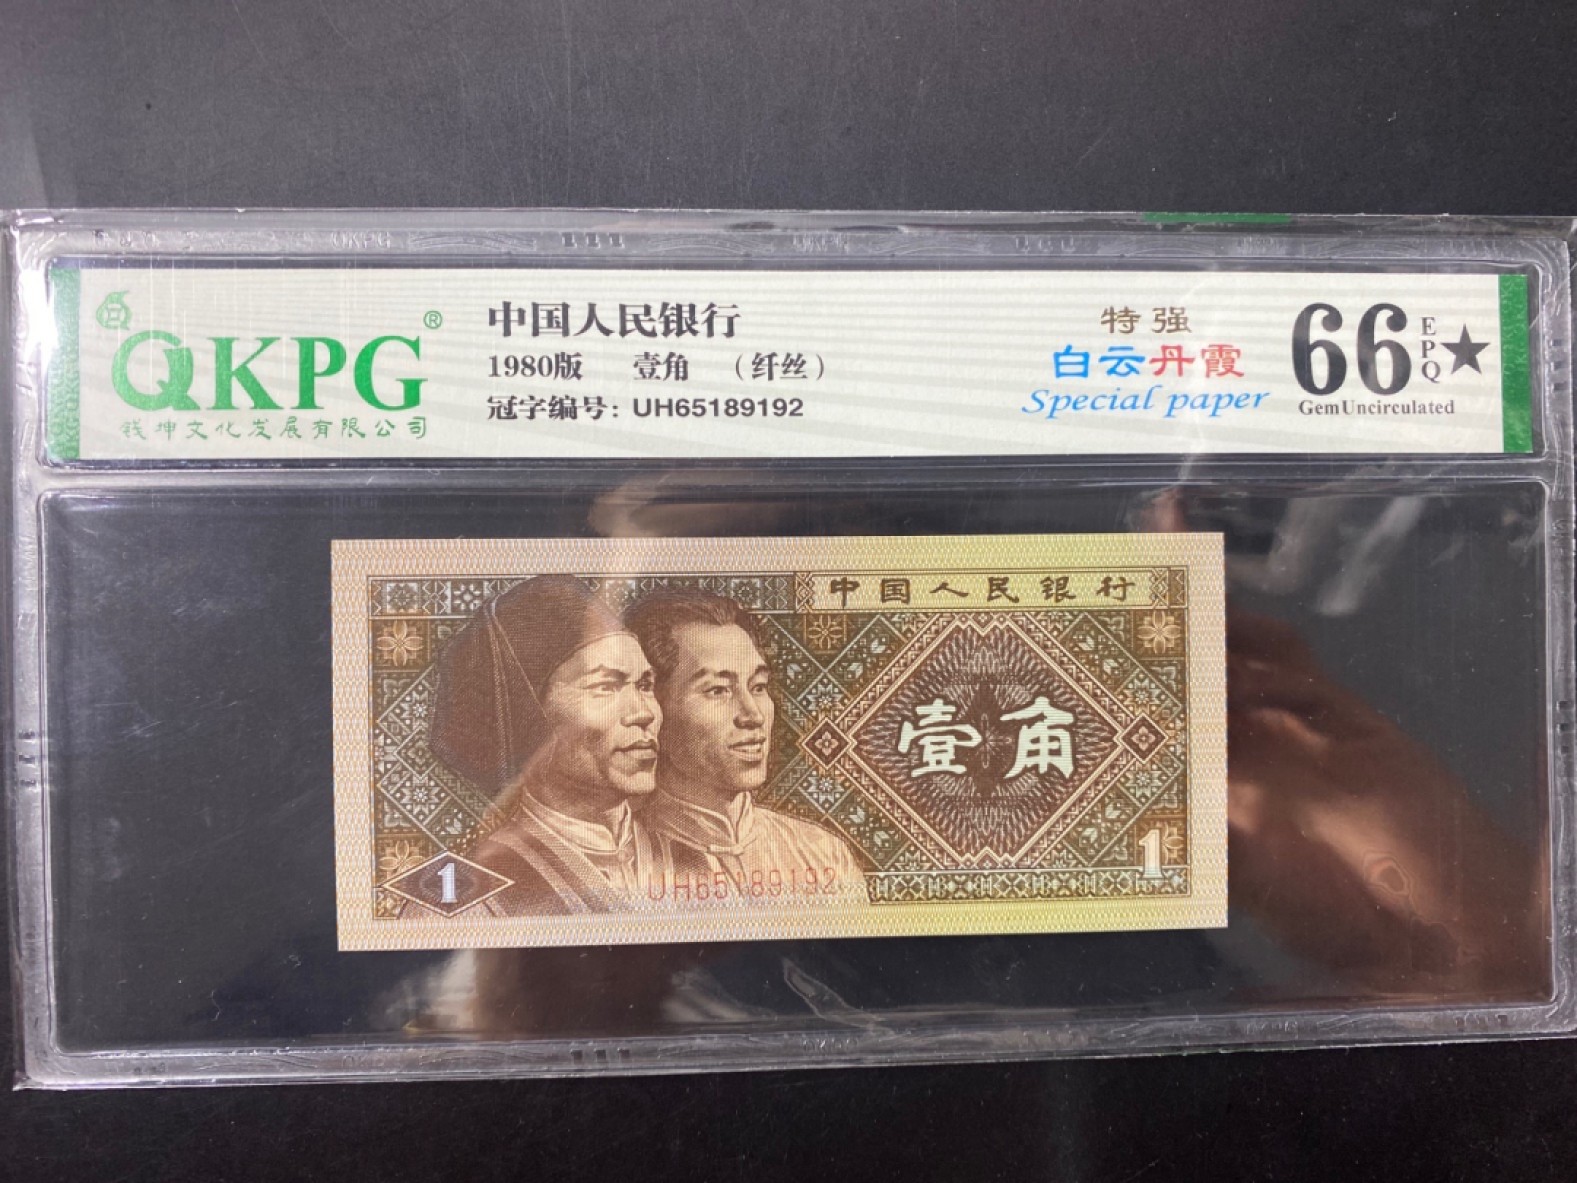 QKPG®
钱坤文化发展有限公司
中国人民银行
1980版 壹角 （纤丝）
冠字编号: UH65189192
特强
白云丹霞
Special paper
66 EPQ★
GemUncirculated
中国人民银行
壹角
1
1
UH65189192